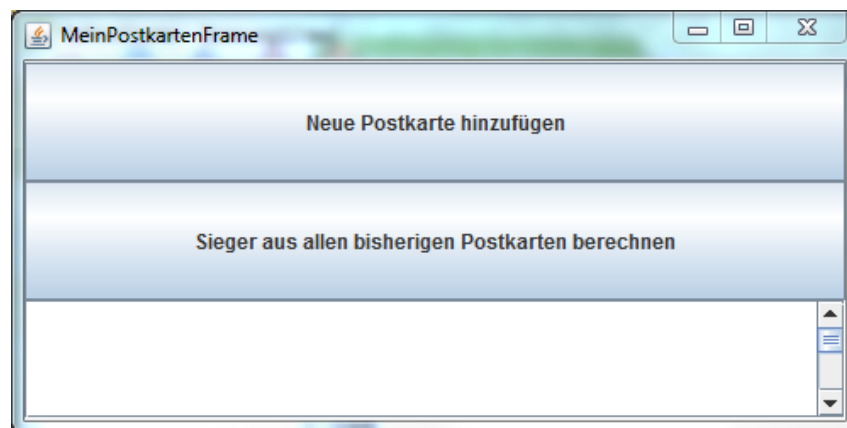 MeinPostkartenFrame
Neue Postkarte hinzufügen
Sieger aus allen bisherigen Postkarten berechnen